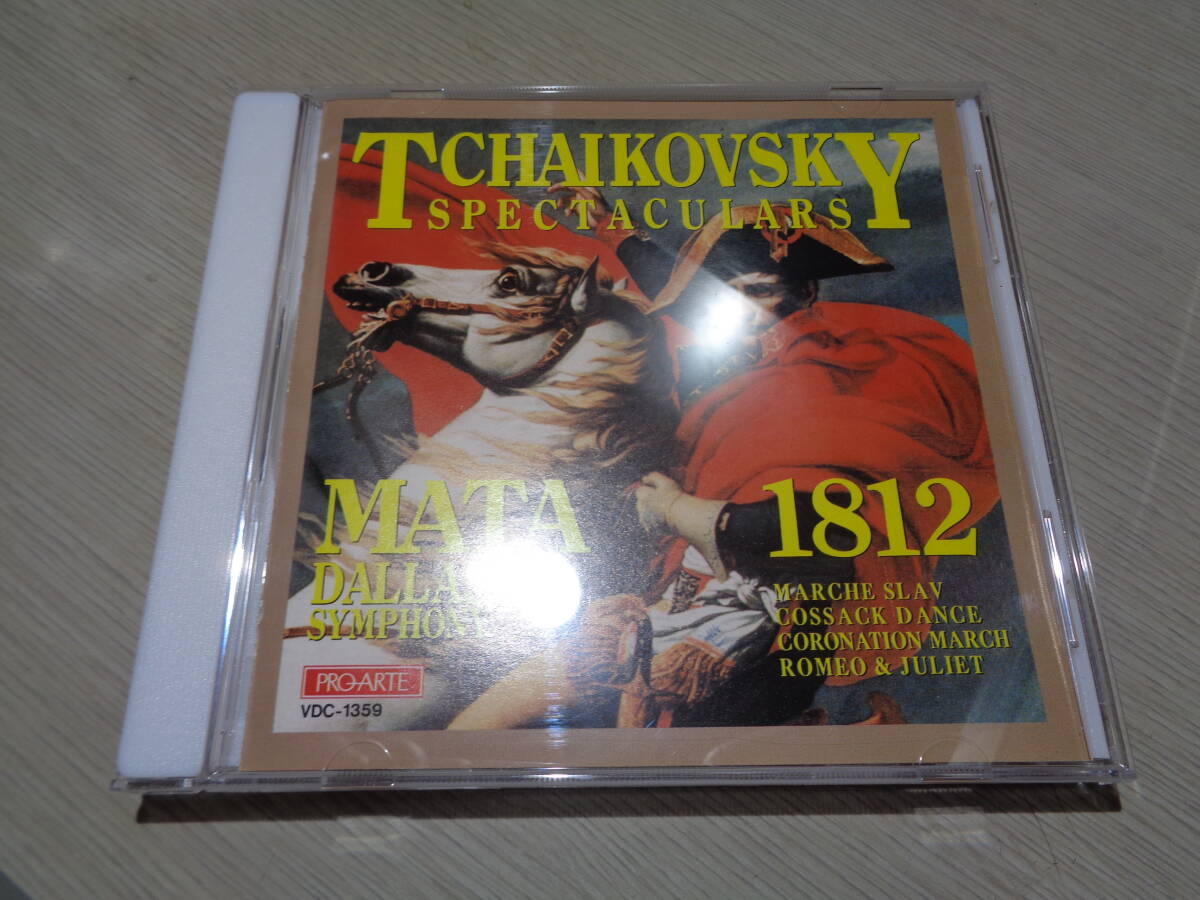 TCHAIKOVSKY
SPECTACULARS
MATA
DALLAS
SYMPHONY
1812
MARCHE SLAV
COSSACK DANCE
CORONATION MARCH
ROMEO & JULIET
PRO ARTE
VDC-1359